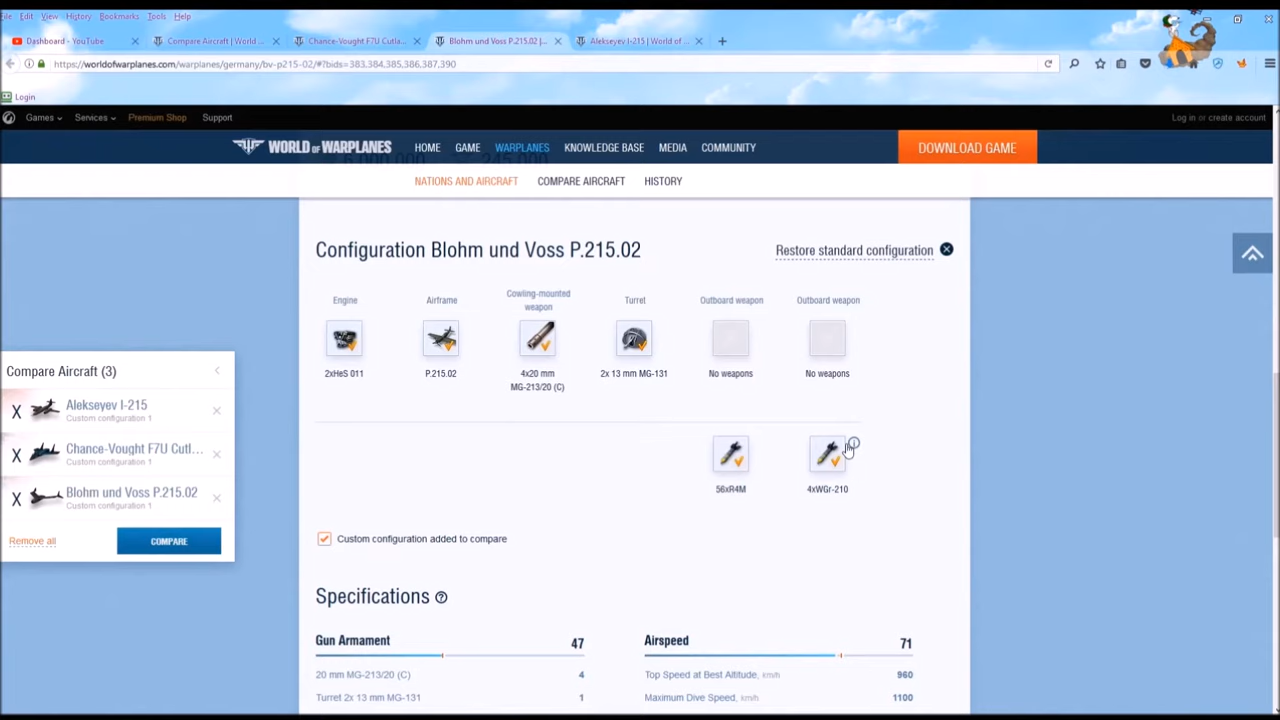 File Edit View History Bookmarks Tools Help
Dashboard - YouTube
Compare Aircraft | World ...
Chance-Vought F7U Cutla...
Blohm und Voss P.215.02 |...
Alekseyev I-215 | World of ...
https://worldofwarplanes.com/warplanes/germany/bv-p215-02/#?bids=383,384,385,386,387,390
Login
Games Services Premium Shop Support
Log in or create account
WORLD OF WARPLANES HOME GAME WARPLANES KNOWLEDGE BASE MEDIA COMMUNITY DOWNLOAD GAME
NATIONS AND AIRCRAFT COMPARE AIRCRAFT HISTORY
Configuration Blohm und Voss P.215.02
Restore standard configuration
Engine
Airframe
Cowling-mounted
weapon
Turret
Outboard weapon
Outboard weapon
2xHeS 011
P.215.02
4x20 mm
MG-213/20 (C)
2x 13 mm MG-131
No weapons
No weapons
Compare Aircraft (3)
X Alekseyev I-215
Custom configuration 1
X Chance-Vought F7U Cutl...
Custom configuration 1
X Blohm und Voss P.215.02
Custom configuration 1
Remove all
COMPARE
56xR4M
4xWGr-210
Custom configuration added to compare
Specifications
Gun Armament 47
20 mm MG-213/20 (C) 4
Turret 2x 13 mm MG-131 1
Airspeed 71
Top Speed at Best Altitude, km/h 960
Maximum Dive Speed, km/h 1100